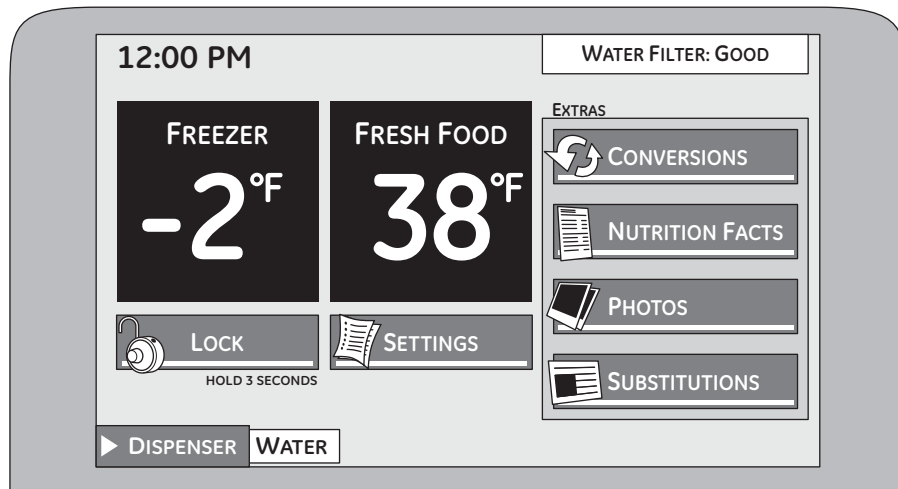 12:00 PM
WATER FILTER: GOOD
FREEZER
-2°F
FRESH FOOD
38°F
EXTRAS
CONVERSIONS
NUTRITION FACTS
PHOTOS
SUBSTITUTIONS
LOCK
HOLD 3 SECONDS
SETTINGS
DISPENSER
WATER